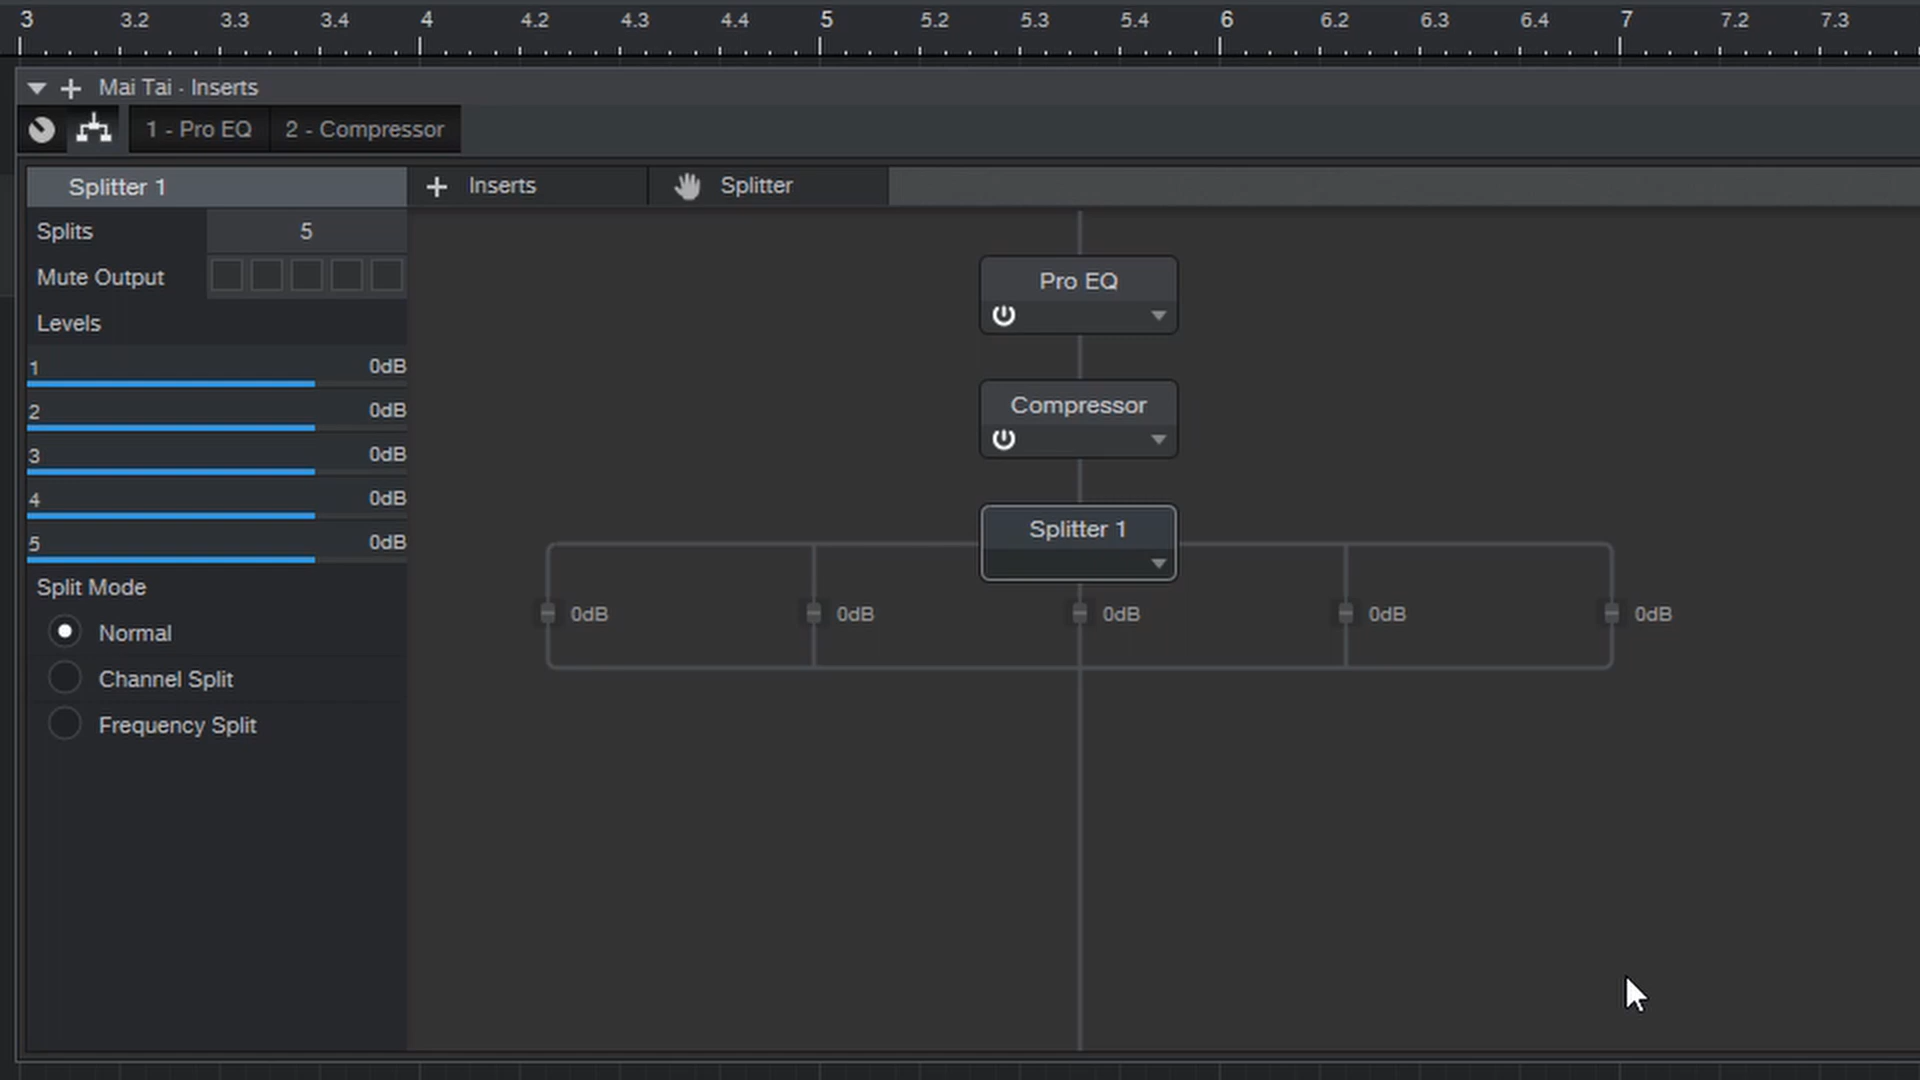 3 3.2 3.3 3.4 4 4.2 4.3 4.4 5 5.2 5.3 5.4 6 6.2 6.3 6.4 7 7.2 7.3
Mai Tai - Inserts
1 - Pro EQ 2 - Compressor
Splitter 1 Inserts Splitter
Splits 5
Mute Output
Levels
1 0dB
2 0dB
3 0dB
4 0dB
5 0dB
Split Mode
Normal
Channel Split
Frequency Split
Pro EQ
Compressor
Splitter 1
0dB 0dB 0dB 0dB 0dB